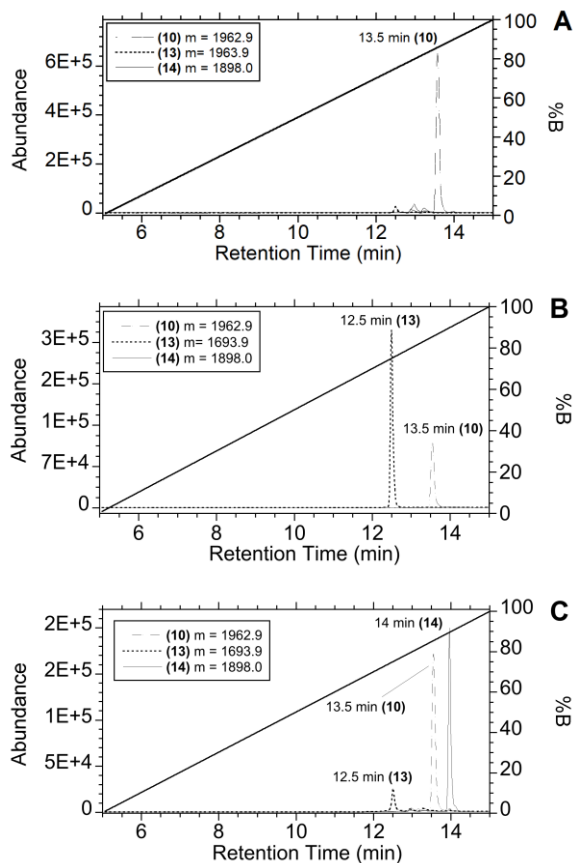 A
(10) m = 1962.9
(13) m = 1963.9
(14) m = 1898.0
13.5 min (10)
6E+5
4E+5
2E+5
0
Abundance
100
80
60
40
20
0
%B
6 8 10 12 14
Retention Time (min)
B
(10) m = 1962.9
(13) m= 1693.9
(14) m = 1898.0
12.5 min (13)
13.5 min (10)
3E+5
2E+5
1E+5
7E+4
0
Abundance
100
80
60
40
20
0
%B
6 8 10 12 14
Retention Time (min)
C
(10) m = 1962.9
(13) m = 1693.9
(14) m = 1898.0
14 min (14)
13.5 min (10)
12.5 min (13)
2E+5
2E+5
1E+5
5E+4
0
Abundance
100
80
60
40
20
0
%B
6 8 10 12 14
Retention Time (min)